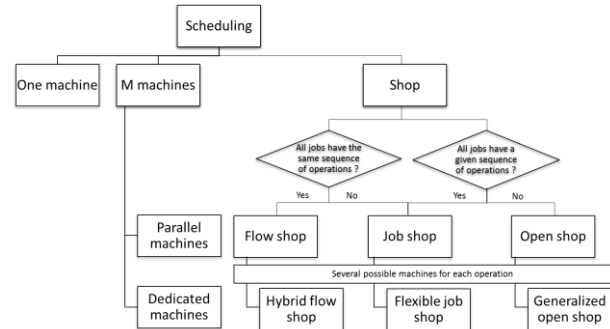 Scheduling
One machine
M machines
Shop
All jobs have the
same sequence
of operations ?
All jobs have a
given sequence
of operations ?
Yes
No
Yes
No
Parallel
machines
Flow shop
Job shop
Open shop
Several possible machines for each operation
Dedicated
machines
Hybrid flow
shop
Flexible job
shop
Generalized
open shop